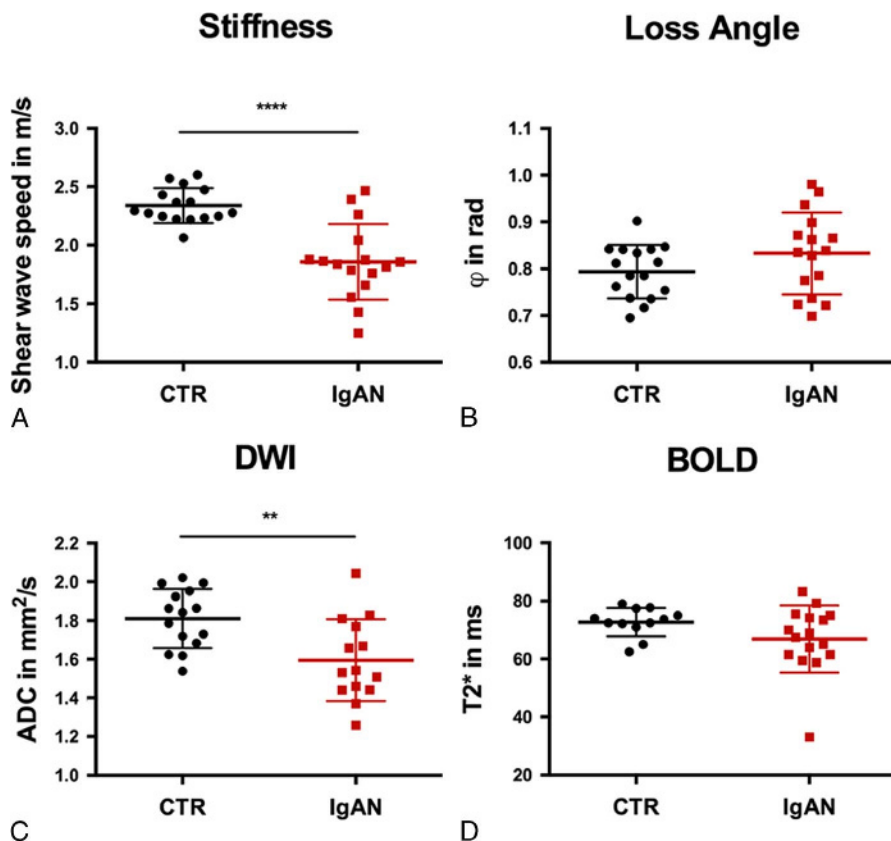 Stiffness
****
Shear wave speed in m/s
3.0
2.5
2.0
1.5
1.0
CTR
IgAN
A
Loss Angle
φ in rad
1.1
1.0
0.9
0.8
0.7
0.6
CTR
IgAN
B
DWI
**
ADC in mm²/s
2.2
2.0
1.8
1.6
1.4
1.2
1.0
CTR
IgAN
C
BOLD
T2* in ms
100
80
60
40
20
CTR
IgAN
D